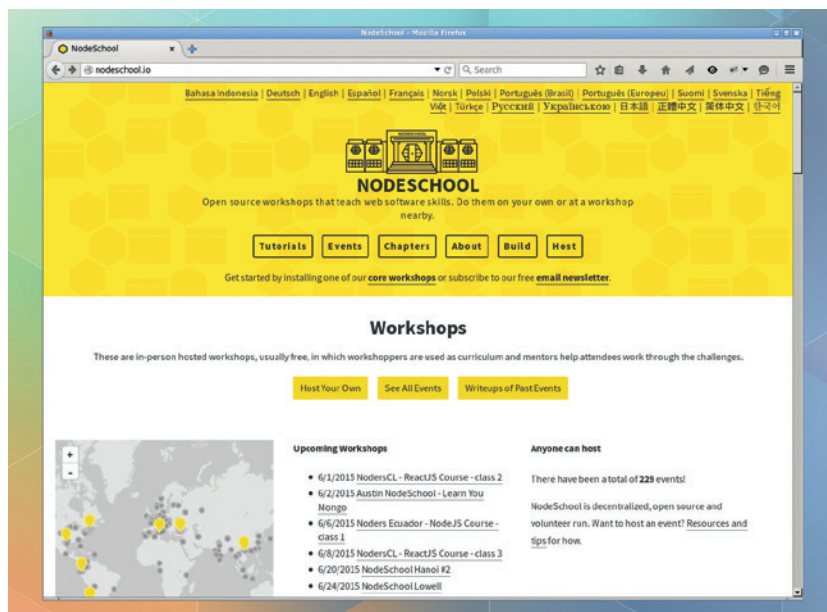 NodeSchool - Mozilla Firefox
NodeSchool
nodeschool.io
Search
Bahasa Indonesia | Deutsch | English | Español | Français | Norsk | Polski | Português (Brasil) | Português (Europeu) | Suomi | Svenska | Tiếng
Việt | Türkçe | Русский | Українською | 日本語 | 正體中文 | 简体中文 | 한국어
NODESCHOOL
NODESCHOOL
Open source workshops that teach web software skills. Do them on your own or at a workshop
nearby.
Tutorials Events Chapters About Build Host
Get started by installing one of our core workshops or subscribe to our free email newsletter.
Workshops
These are in-person hosted workshops, usually free, in which workshoppers are used as curriculum and mentors help attendees work through the challenges.
Host Your Own See All Events Writeups of Past Events
+
-
Upcoming Workshops
• 6/1/2015 NodersCL - ReactJS Course - class 2
• 6/2/2015 Austin NodeSchool - Learn You
Nongo
• 6/6/2015 Noders Ecuador - NodeJS Course -
class 1
• 6/8/2015 NodersCL - ReactJS Course - class 3
• 6/20/2015 NodeSchool Hanoi #2
• 6/24/2015 NodeSchool Lowell
Anyone can host
There have been a total of 229 events!
NodeSchool is decentralized, open source and
volunteer run. Want to host an event? Resources and
tips for how.